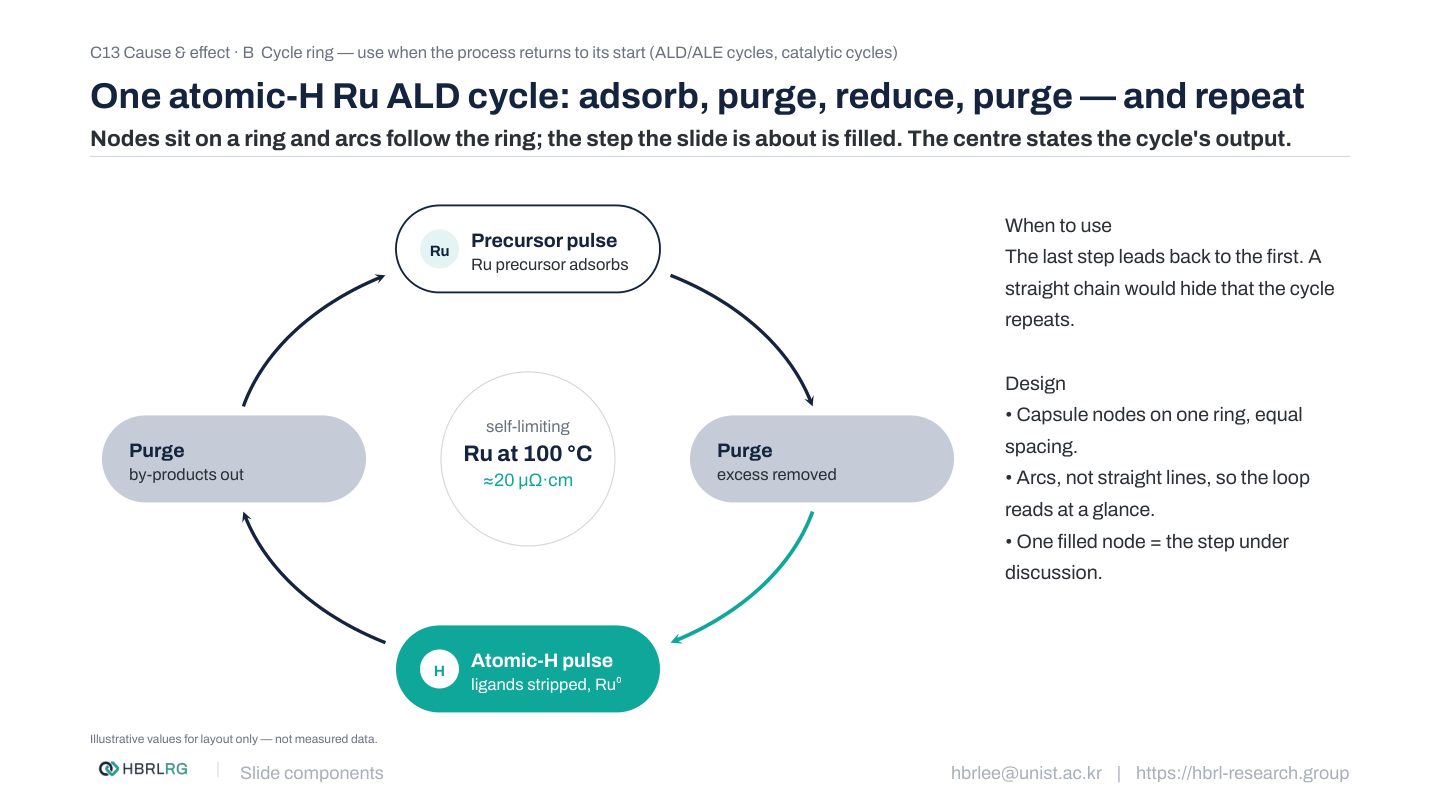 C13 Cause & effect · B Cycle ring — use when the process returns to its start (ALD/ALE cycles, catalytic cycles)
One atomic-H Ru ALD cycle: adsorb, purge, reduce, purge — and repeat
Nodes sit on a ring and arcs follow the ring; the step the slide is about is filled. The centre states the cycle's output.
Ru
Precursor pulse
Ru precursor adsorbs
Purge
by-products out
self-limiting
Ru at 100 °C
≈20 µΩ·cm
Purge
excess removed
H
Atomic-H pulse
ligands stripped, Ru⁰
When to use
The last step leads back to the first. A
straight chain would hide that the cycle
repeats.
Design
• Capsule nodes on one ring, equal
spacing.
• Arcs, not straight lines, so the loop
reads at a glance.
• One filled node = the step under
discussion.
Illustrative values for layout only — not measured data.
HBRLRG
Slide components
hbrlee@unist.ac.kr | https://hbrl-research.group